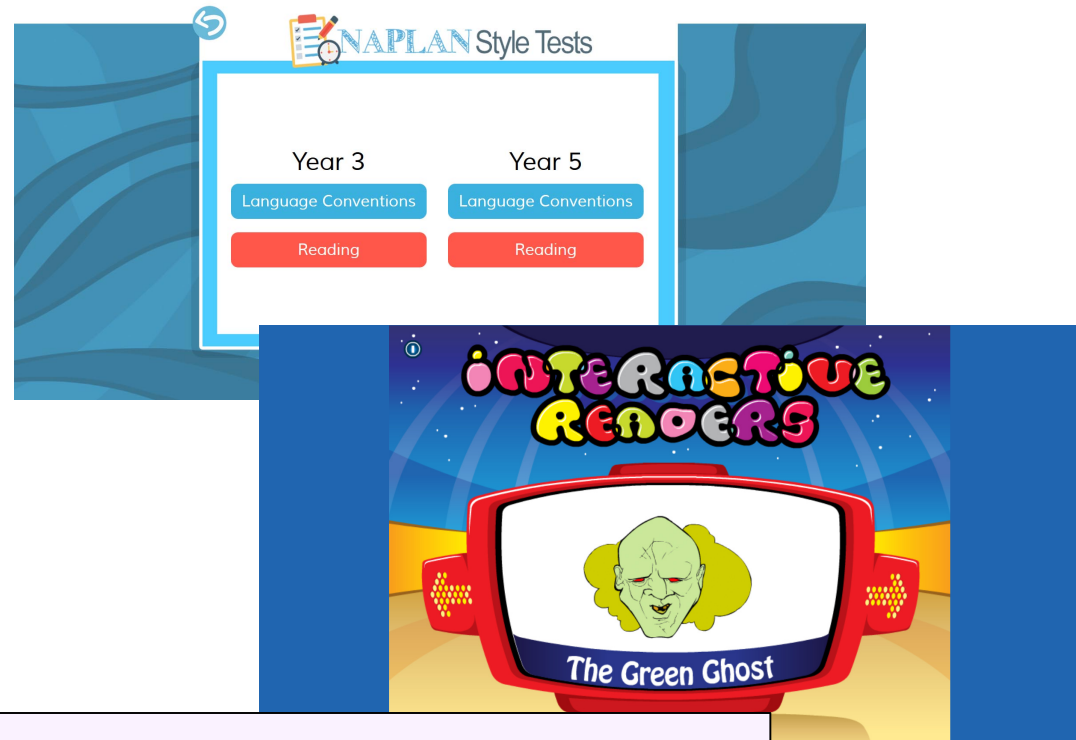 NAPLAN Style Tests
Year 3 Year 5
Language Conventions Language Conventions
Reading Reading
iNTERACTiVE
READERS
The Green Ghost